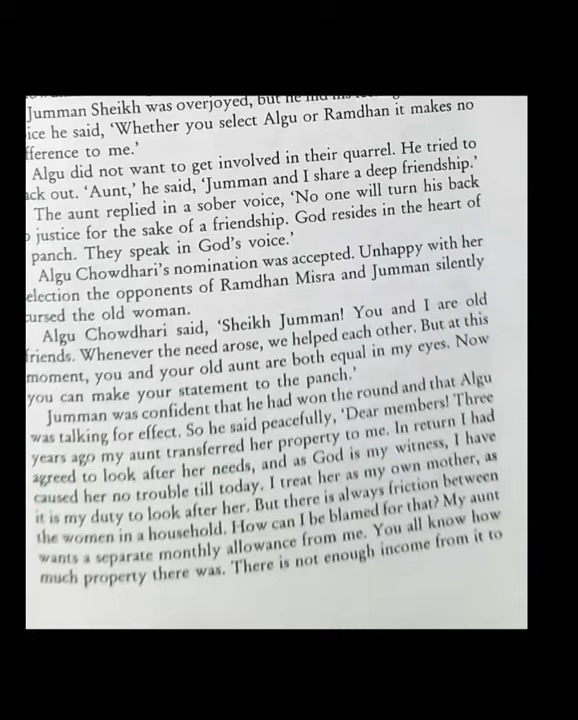 Jumman Sheikh was overjoyed, but he hid his
ice he said, ‘Whether you select Algu or Ramdhan it makes no
fference to me.’
Algu did not want to get involved in their quarrel. He tried to
ack out. ‘Aunt,’ he said, ‘Jumman and I share a deep friendship.’
The aunt replied in a sober voice, ‘No one will turn his back
o justice for the sake of a friendship. God resides in the heart of
panch. They speak in God’s voice.’
Algu Chowdhari’s nomination was accepted. Unhappy with her
election the opponents of Ramdhan Misra and Jumman silently
ursed the old woman.
Algu Chowdhari said, ‘Sheikh Jumman! You and I are old
friends. Whenever the need arose, we helped each other. But at this
moment, you and your old aunt are both equal in my eyes. Now
you can make your statement to the panch.’
Jumman was confident that he had won the round and that Algu
was talking for effect. So he said peacefully, ‘Dear members! Three
years ago my aunt transferred her property to me. In return I had
agreed to look after her needs, and as God is my witness, I have
caused her no trouble till today. I treat her as my own mother, as
it is my duty to look after her. But there is always friction between
the women in a household. How can I be blamed for that? My aunt
wants a separate monthly allowance from me. You all know how
much property there was. There is not enough income from it to